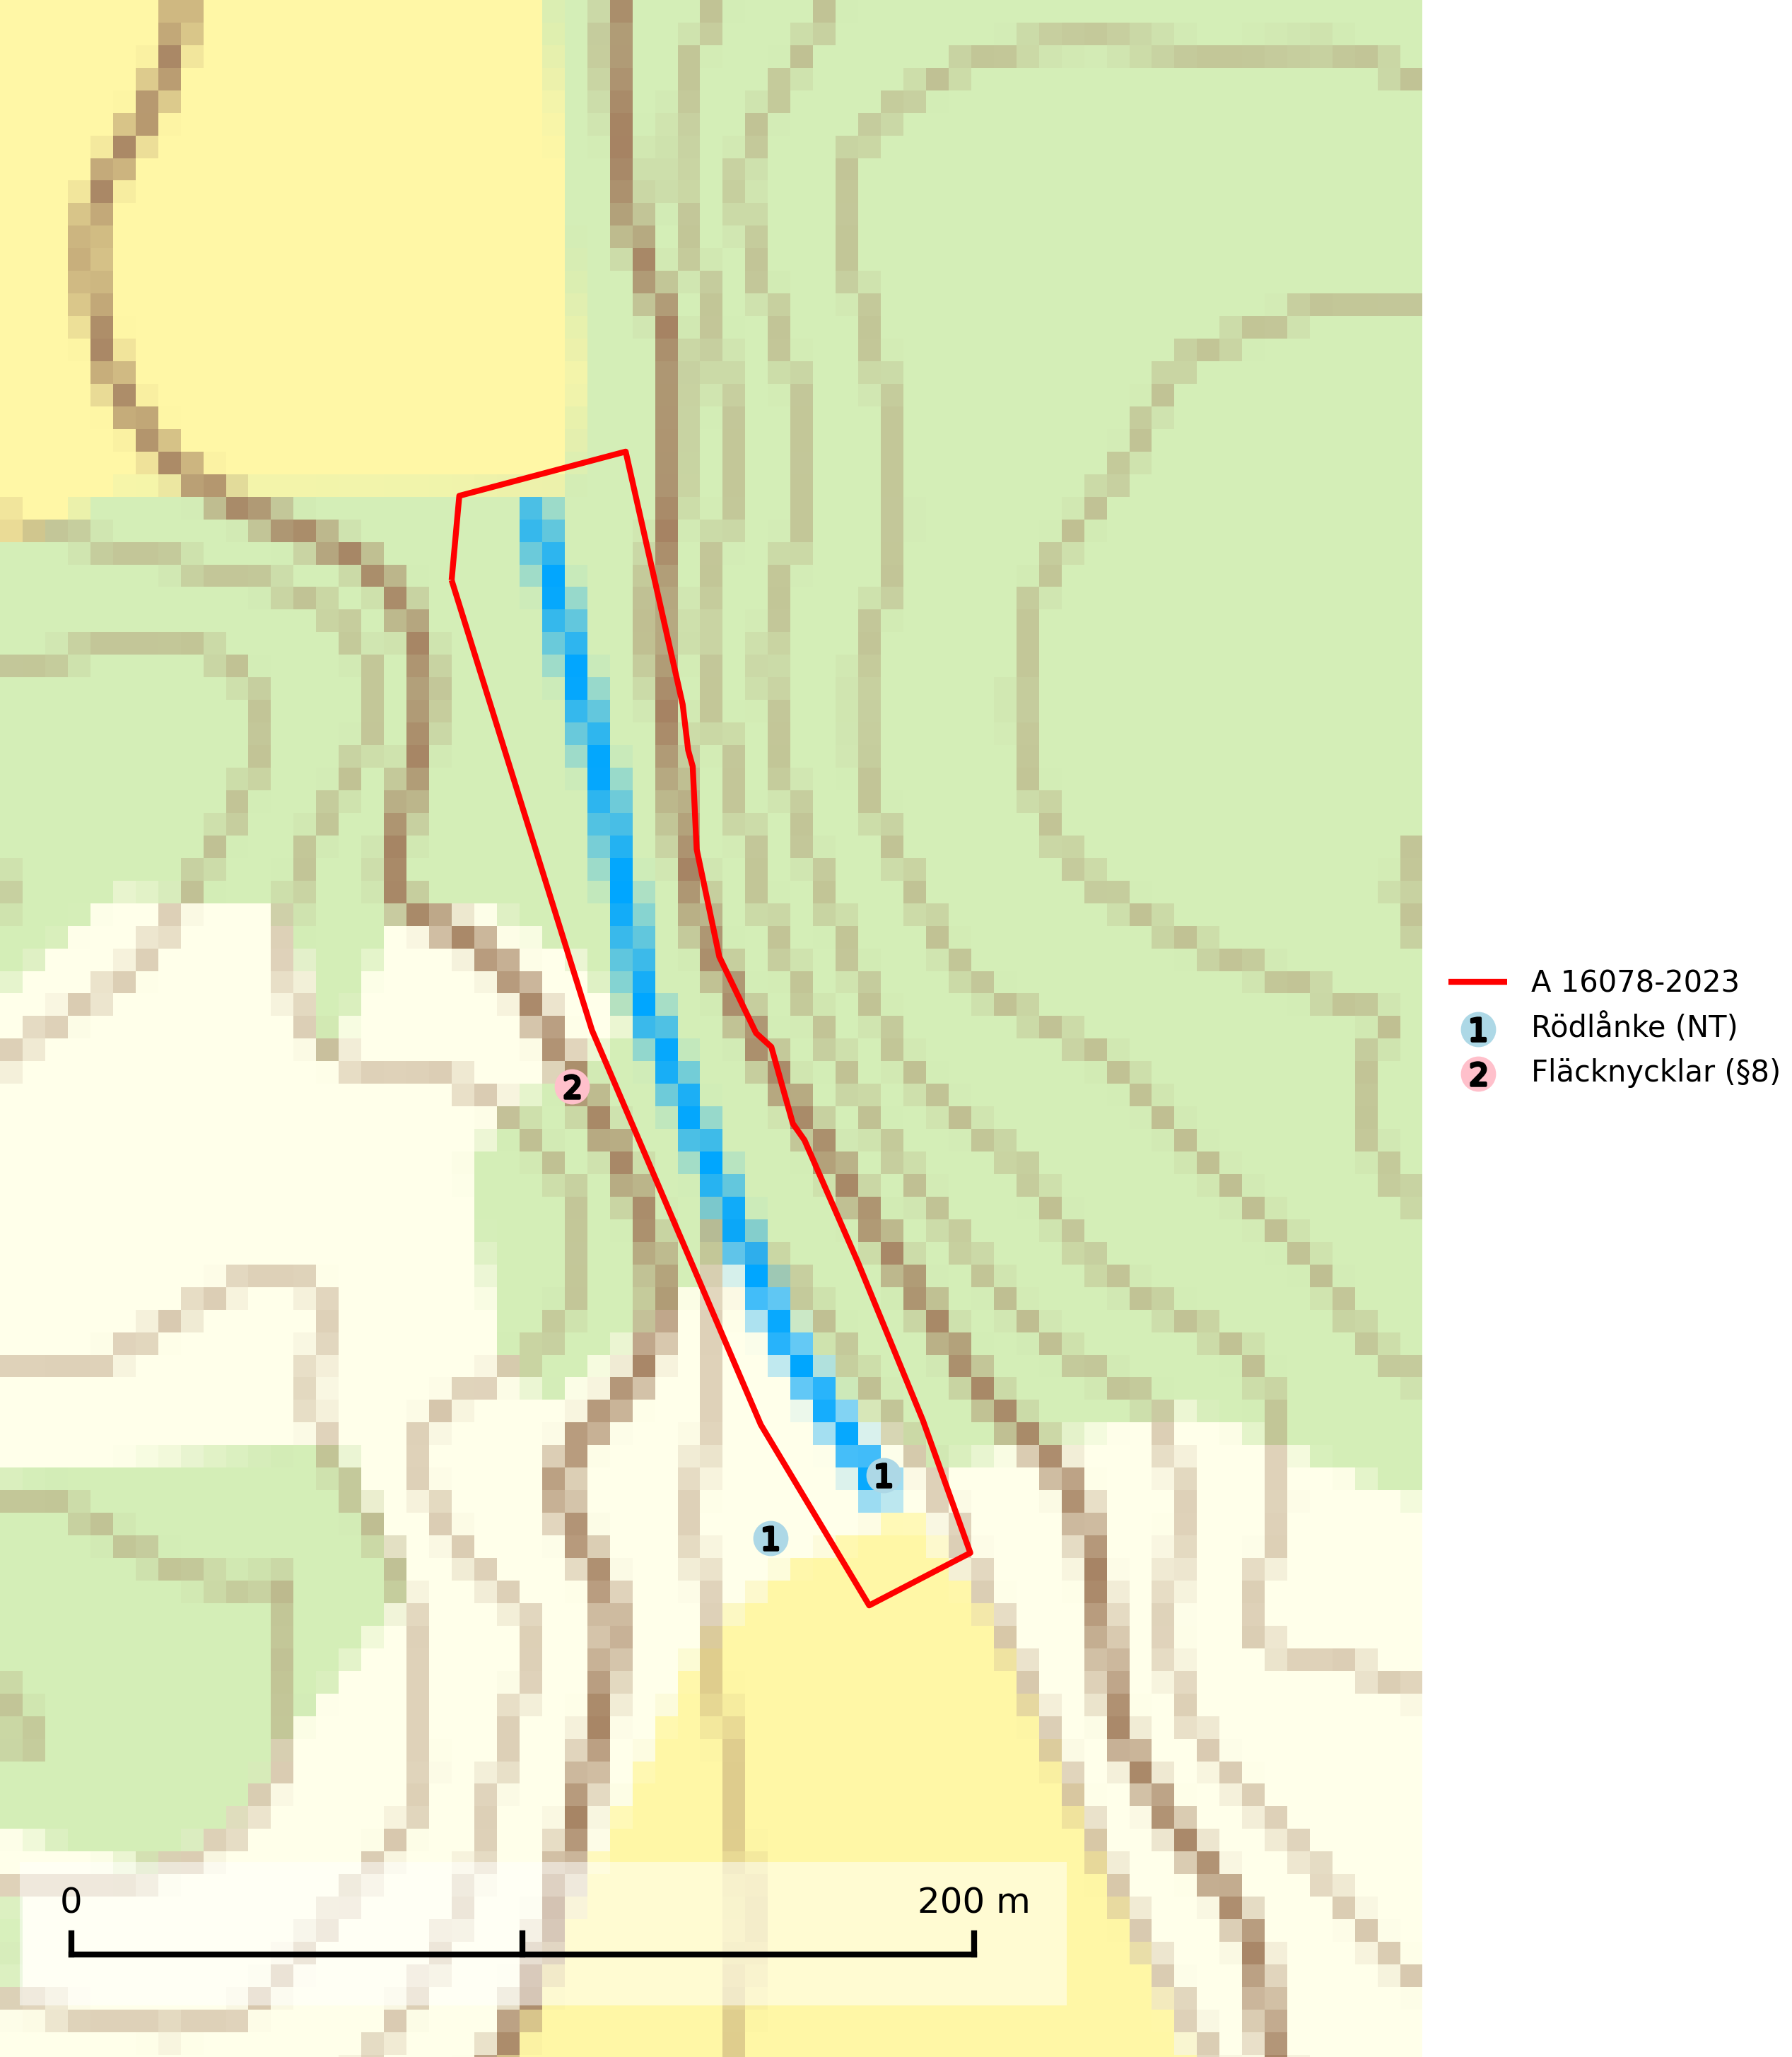 A 16078-2023
1 Rödlånke (NT)
2 Fläcknycklar (§8)
2
1
1
0 200 m